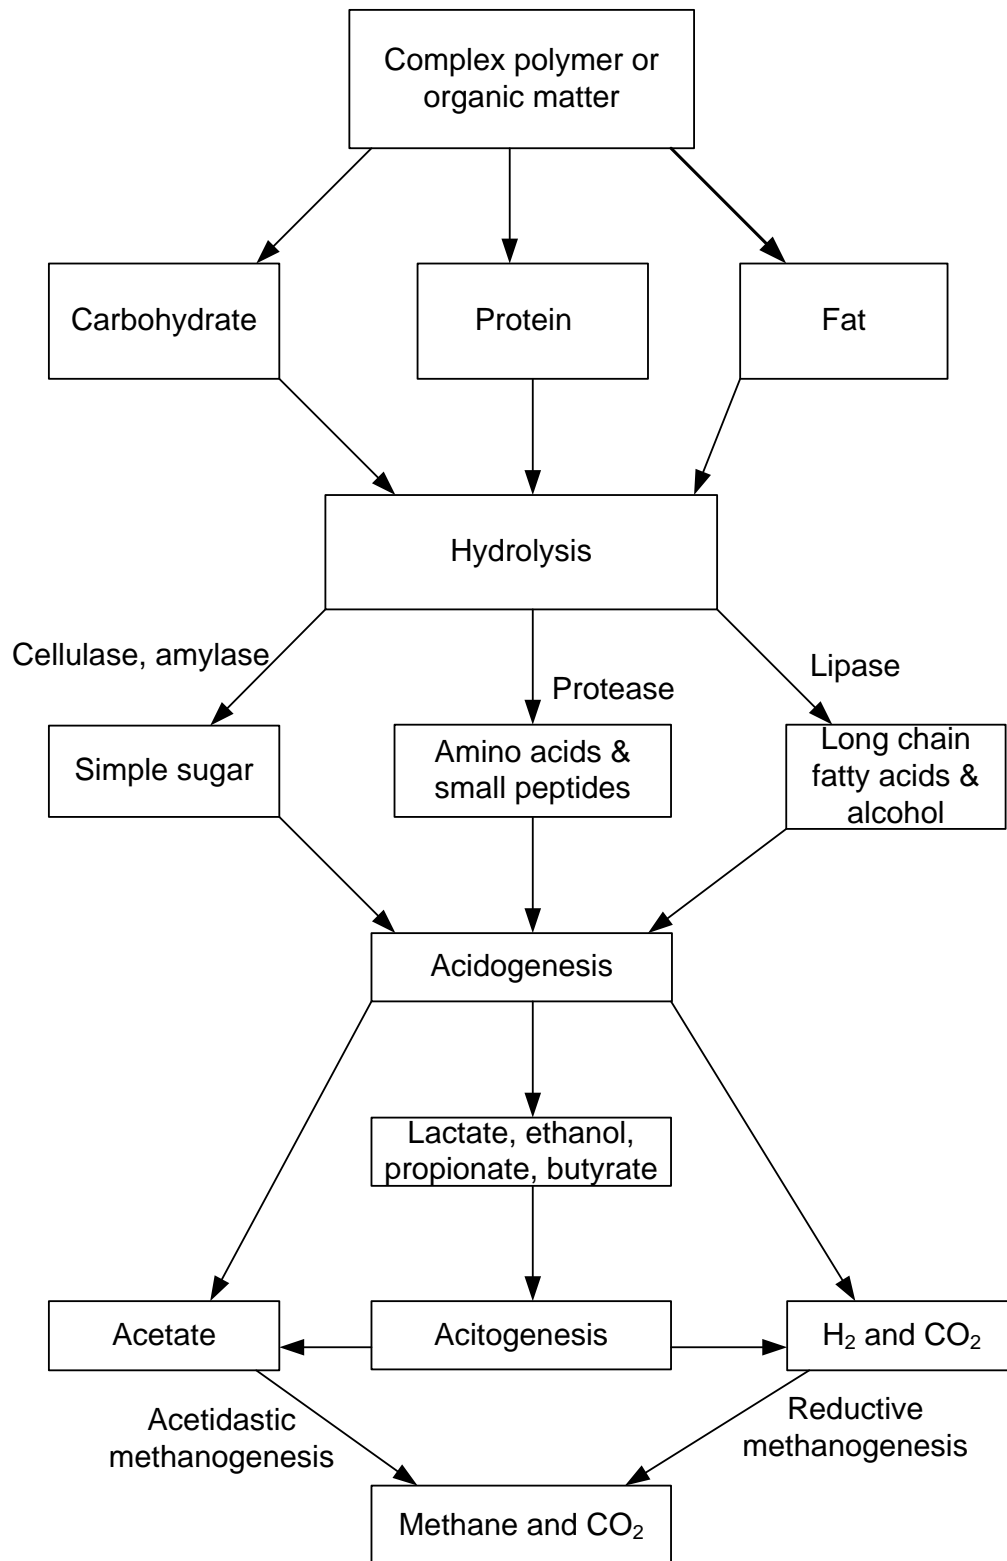 Complex polymer or
organic matter
Carbohydrate
Protein
Fat
Hydrolysis
Cellulase, amylase
Protease
Lipase
Simple sugar
Amino acids &
small peptides
Long chain
fatty acids &
alcohol
Acidogenesis
Lactate, ethanol,
propionate, butyrate
Acetate
Acitogenesis
H₂ and CO₂
Acetidastic
methanogenesis
Reductive
methanogenesis
Methane and CO₂